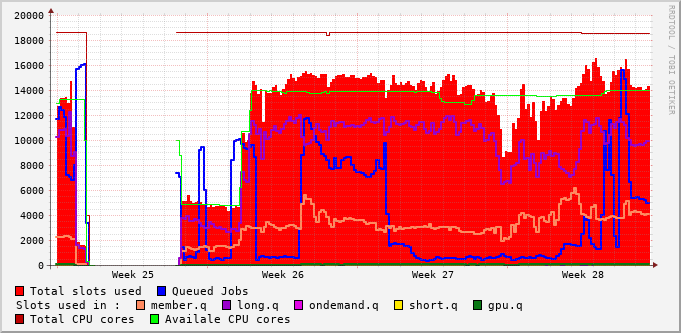 20000
18000
16000
14000
12000
10000
8000
6000
4000
2000
0
Week 25 Week 26 Week 27 Week 28
RRDTOOL / TOBI OETIKER
Total slots used Queued Jobs
Slots used in : member.q long.q ondemand.q short.q gpu.q
Total CPU cores Availale CPU cores